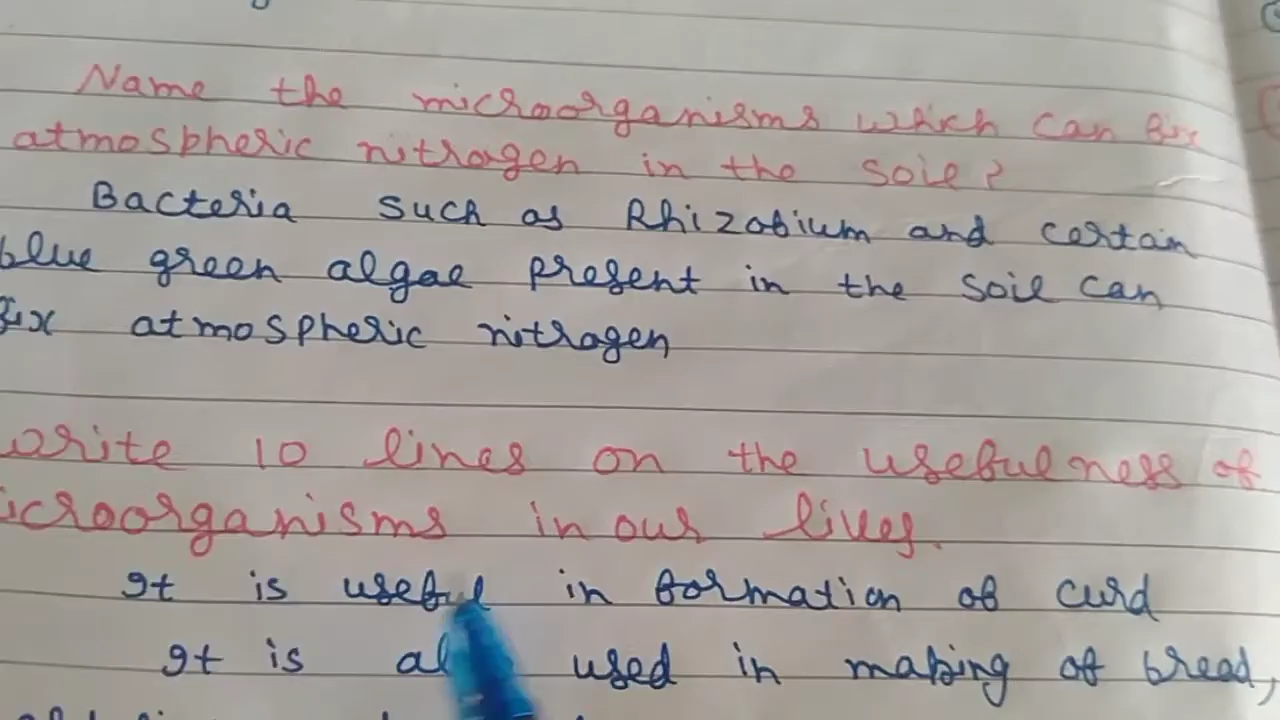 Name the microorganisms which can fix
atmospheric nitrogen in the soil?
Bacteria such as Rhizobium and certain
blue green algae present in the soil can
fix atmospheric nitrogen
write 10 lines on the usefulness of
icroorganisms in our lives.
It is useful in formation of curd
It is al used in making of bread,